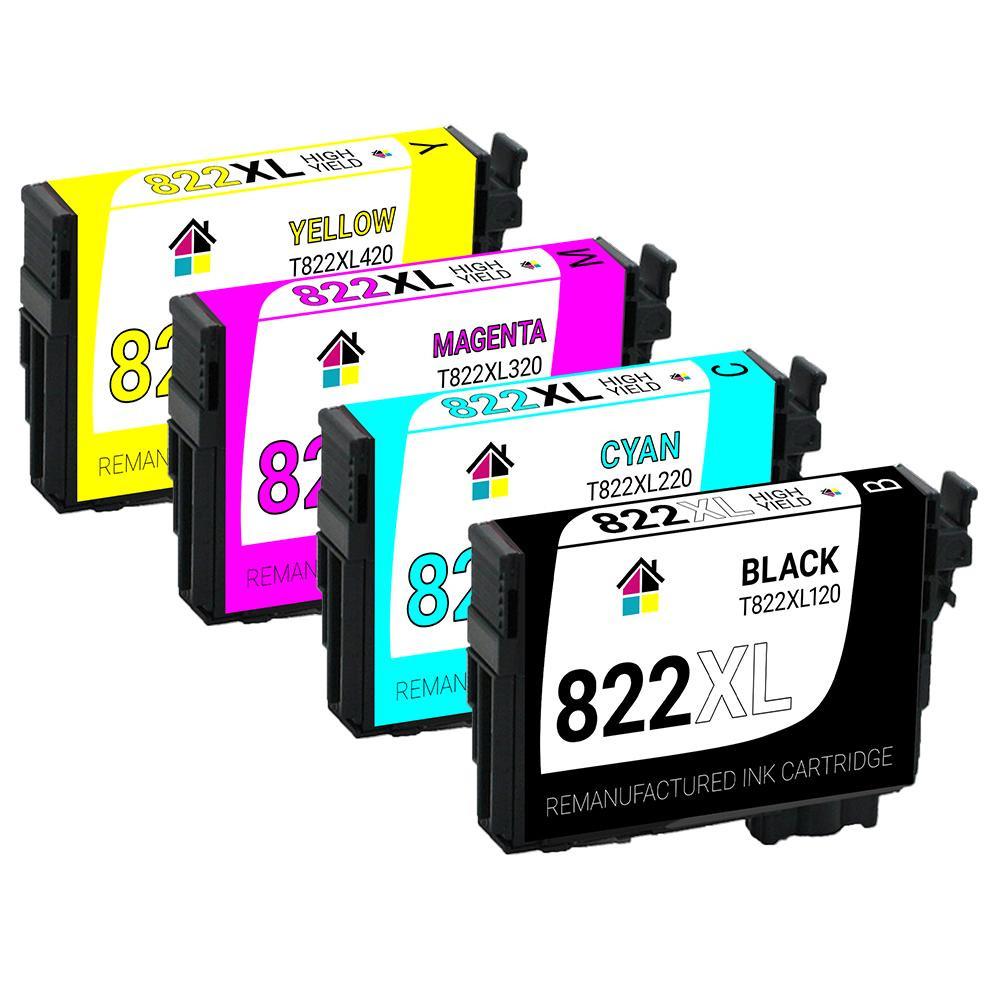 822XL HIGH YIELD
Y
YELLOW
T822XL420
82
REMAN
822XL HIGH YIELD
M
MAGENTA
T822XL320
82
REMAN
822XL HIGH YIELD
C
CYAN
T822XL220
82
REMAN
822XL HIGH YIELD
B
BLACK
T822XL120
822XL
REMANUFACTURED INK CARTRIDGE